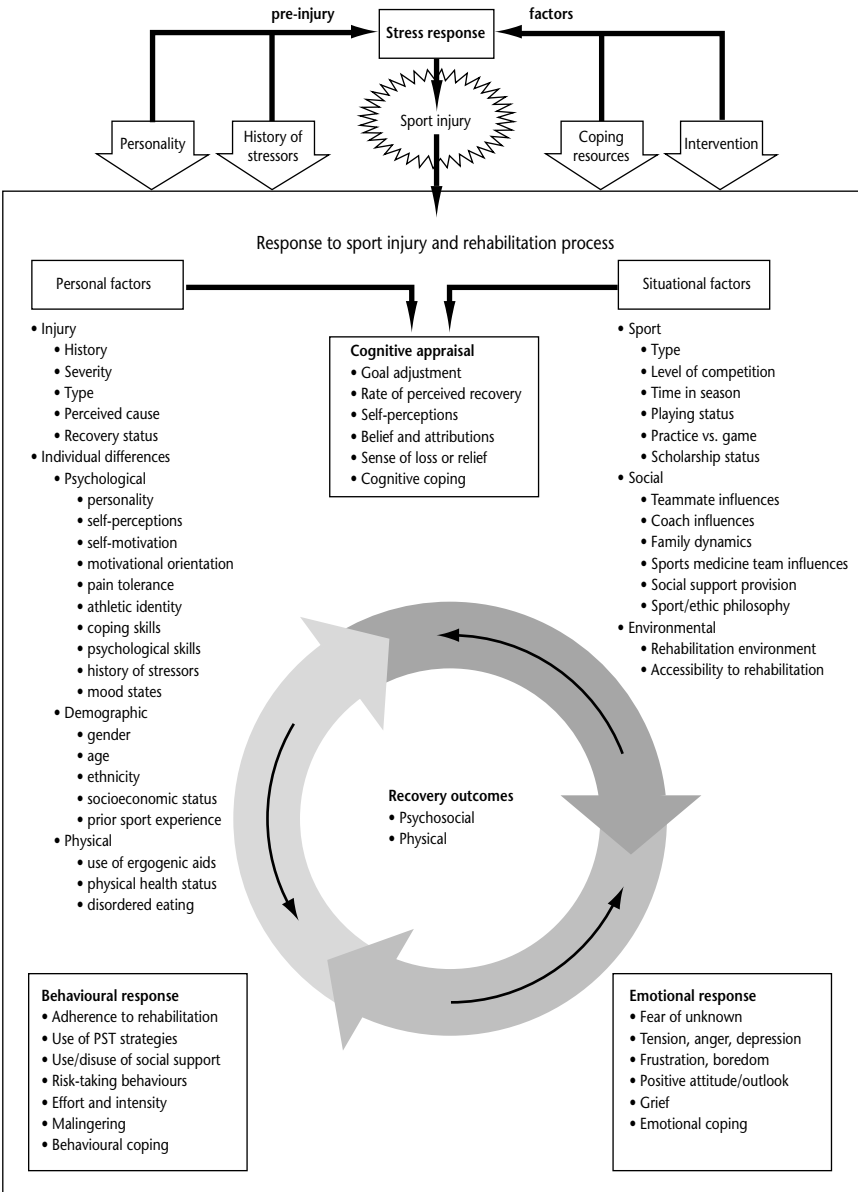 pre-injury
factors
Stress response
Sport injury
Personality
History of
stressors
Coping
resources
Intervention
Response to sport injury and rehabilitation process
Personal factors
• Injury
• History
• Severity
• Type
• Perceived cause
• Recovery status
• Individual differences
• Psychological
• personality
• self-perceptions
• self-motivation
• motivational orientation
• pain tolerance
• athletic identity
• coping skills
• psychological skills
• history of stressors
• mood states
• Demographic
• gender
• age
• ethnicity
• socioeconomic status
• prior sport experience
• Physical
• use of ergogenic aids
• physical health status
• disordered eating
Cognitive appraisal
• Goal adjustment
• Rate of perceived recovery
• Self-perceptions
• Belief and attributions
• Sense of loss or relief
• Cognitive coping
Situational factors
• Sport
• Type
• Level of competition
• Time in season
• Playing status
• Practice vs. game
• Scholarship status
• Social
• Teammate influences
• Coach influences
• Family dynamics
• Sports medicine team influences
• Social support provision
• Sport/ethic philosophy
• Environmental
• Rehabilitation environment
• Accessibility to rehabilitation
Recovery outcomes
• Psychosocial
• Physical
Behavioural response
• Adherence to rehabilitation
• Use of PST strategies
• Use/disuse of social support
• Risk-taking behaviours
• Effort and intensity
• Malingering
• Behavioural coping
Emotional response
• Fear of unknown
• Tension, anger, depression
• Frustration, boredom
• Positive attitude/outlook
• Grief
• Emotional coping